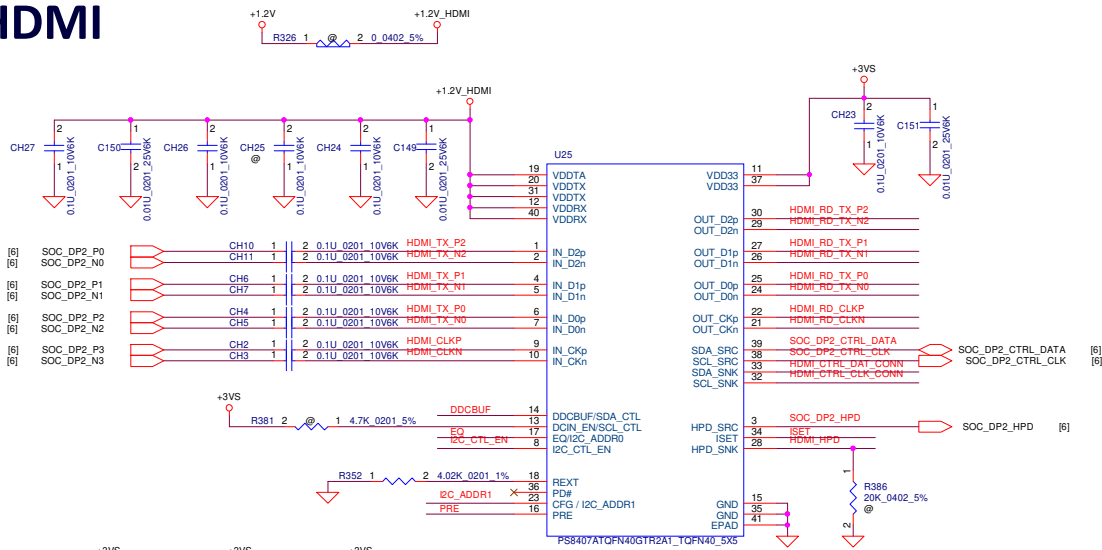 HDMI
+1.2V +1.2V_HDMI
R326 1 @ 2 0_0402_5%
+1.2V_HDMI
+3VS
CH27 2 1 0.1U_0201_10V6K
C150 1 2 0.01U_0201_25V6K
CH26 2 1 0.1U_0201_10V6K
CH25 @ 2 1 0.1U_0201_10V6K
CH24 2 1 0.1U_0201_10V6K
C149 1 2 0.01U_0201_25V6K
CH23 2 1 0.1U_0201_10V6K
C151 1 2 0.01U_0201_25V6K
U25
19 VDDTA
20 VDDTX
31 VDDTX
12 VDDRX
40 VDDRX
VDD33 11
VDD33 37
[6] SOC_DP2_P0 CH10 1 2 0.1U_0201_10V6K HDMI_TX_P2 1 IN_D2p
[6] SOC_DP2_N0 CH11 1 2 0.1U_0201_10V6K HDMI_TX_N2 2 IN_D2n
[6] SOC_DP2_P1 CH6 1 2 0.1U_0201_10V6K HDMI_TX_P1 4 IN_D1p
[6] SOC_DP2_N1 CH7 1 2 0.1U_0201_10V6K HDMI_TX_N1 5 IN_D1n
[6] SOC_DP2_P2 CH4 1 2 0.1U_0201_10V6K HDMI_TX_P0 6 IN_D0p
[6] SOC_DP2_N2 CH5 1 2 0.1U_0201_10V6K HDMI_TX_N0 7 IN_D0n
[6] SOC_DP2_P3 CH2 1 2 0.1U_0201_10V6K HDMI_CLKP 9 IN_CKp
[6] SOC_DP2_N3 CH3 1 2 0.1U_0201_10V6K HDMI_CLKN 10 IN_CKn
OUT_D2p 30 HDMI_RD_TX_P2
OUT_D2n 29 HDMI_RD_TX_N2
OUT_D1p 27 HDMI_RD_TX_P1
OUT_D1n 26 HDMI_RD_TX_N1
OUT_D0p 25 HDMI_RD_TX_P0
OUT_D0n 24 HDMI_RD_TX_N0
OUT_CKp 22 HDMI_RD_CLKP
OUT_CKn 21 HDMI_RD_CLKN
SDA_SRC 39 SOC_DP2_CTRL_DATA SOC_DP2_CTRL_DATA [6]
SCL_SRC 38 SOC_DP2_CTRL_CLK SOC_DP2_CTRL_CLK [6]
SDA_SNK 33 HDMI_CTRL_DAT_CONN
SCL_SNK 32 HDMI_CTRL_CLK_CONN
+3VS
R381 2 @ 1 4.7K_0201_5%
DDCBUF 14 DDCBUF/SDA_CTL
13 DCIN_EN/SCL_CTL
EQ 17 EQ/I2C_ADDR0
I2C_CTL_EN 8 I2C_CTL_EN
HPD_SRC 3 SOC_DP2_HPD SOC_DP2_HPD [6]
ISET 34 ISET
HPD_SNK 28 HDMI_HPD
R352 1 2 4.02K_0201_1% 18 REXT
36 PD#
I2C_ADDR1 23 CFG / I2C_ADDR1
PRE 16 PRE
1
R386
20K_0402_5%
@
2
GND 15
GND 35
EPAD 41
PS8407ATQFN40GTR2A1_TQFN40_5X5
+3VS +3VS +3VS